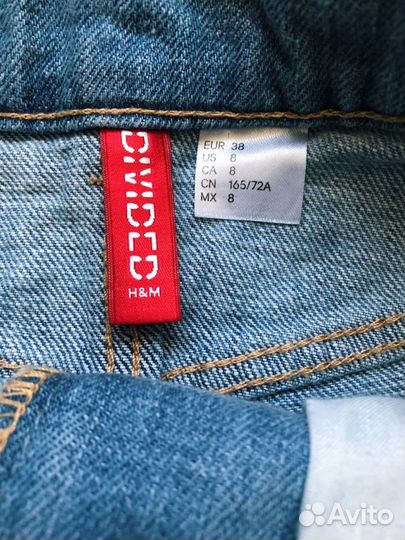 DIVIDED
H&M
EUR 38
US 8
CA 8
CN 165/72A
MX 8
Avito